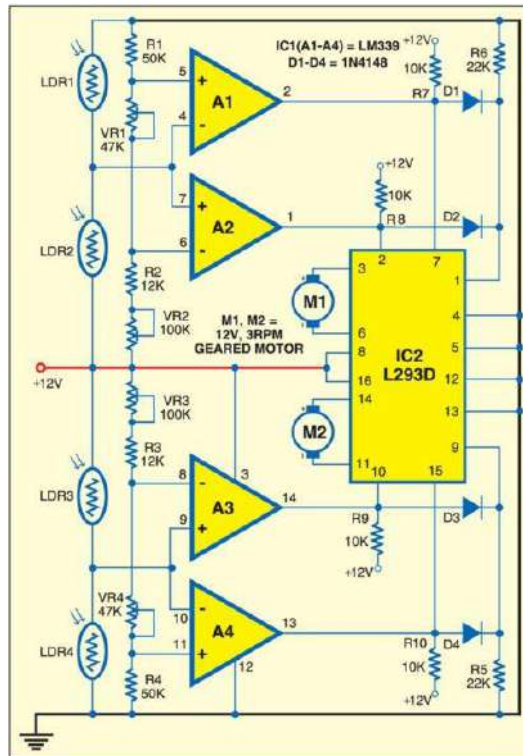 R1
50K
IC1(A1-A4) = LM339
D1-D4 = 1N4148
+12V
10K
R7
R6
22K
D1
LDR1
5
+
A1
2
4
-
VR1
47K
+12V
10K
R8
D2
7
+
A2
1
6
-
LDR2
R2
12K
VR2
100K
M1
M1, M2 =
12V, 3RPM
GEARED MOTOR
2
7
3
1
6
4
8
5
IC2
L293D
16
12
14
13
11
9
10
15
M2
+12V
VR3
100K
R3
12K
LDR3
8
-
3
A3
14
9
+
R9
10K
+12V
D3
10
-
A4
13
11
+
12
VR4
47K
LDR4
R4
50K
R10
10K
+12V
D4
R5
22K